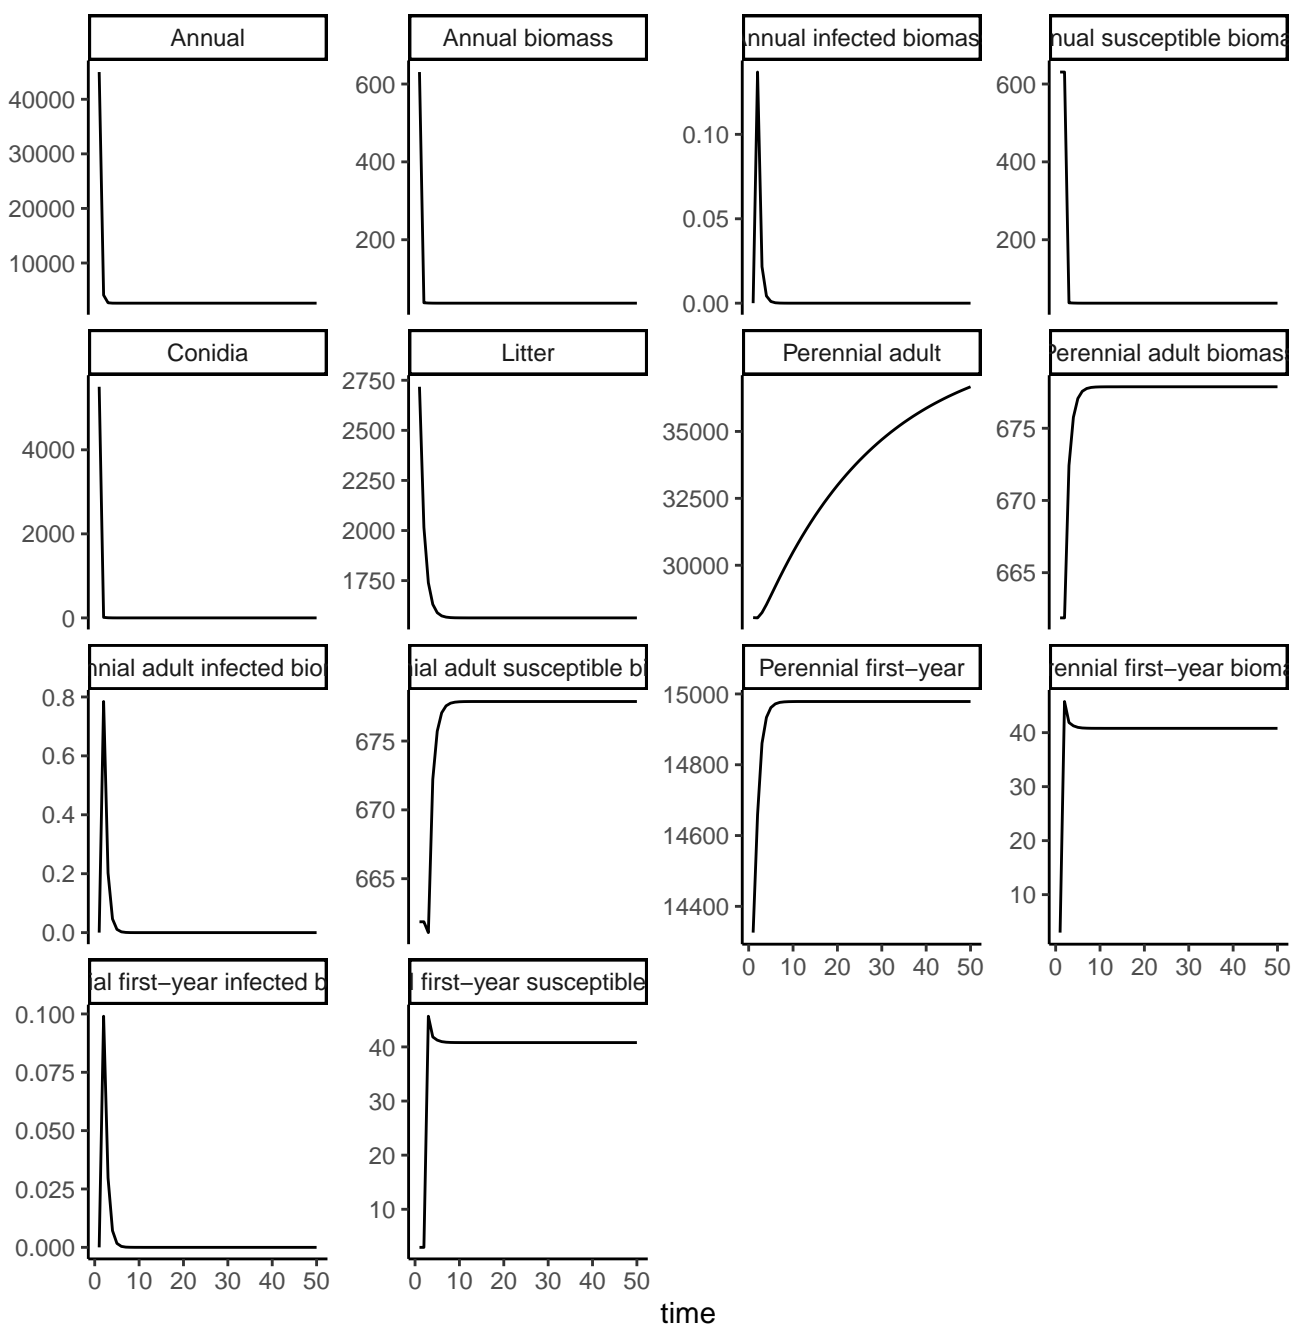 Annual
Annual biomass
nnual infected biomas
nual susceptible bioma
40000
30000
20000
10000
600
400
200
0.10
0.05
0.00
600
400
200
Conidia
Litter
Perennial adult
Perennial adult biomass
4000
2000
0
2750
2500
2250
2000
1750
35000
32500
30000
675
670
665
nnial adult infected bion
ial adult susceptible bi
Perennial first−year
rennial first−year bioma
0.8
0.6
0.4
0.2
0.0
675
670
665
15000
14800
14600
14400
40
30
20
10
0 10 20 30 40 50
0 10 20 30 40 50
ial first−year infected b
l first−year susceptible
0.100
0.075
0.050
0.025
0.000
40
30
20
10
0 10 20 30 40 50
0 10 20 30 40 50
time